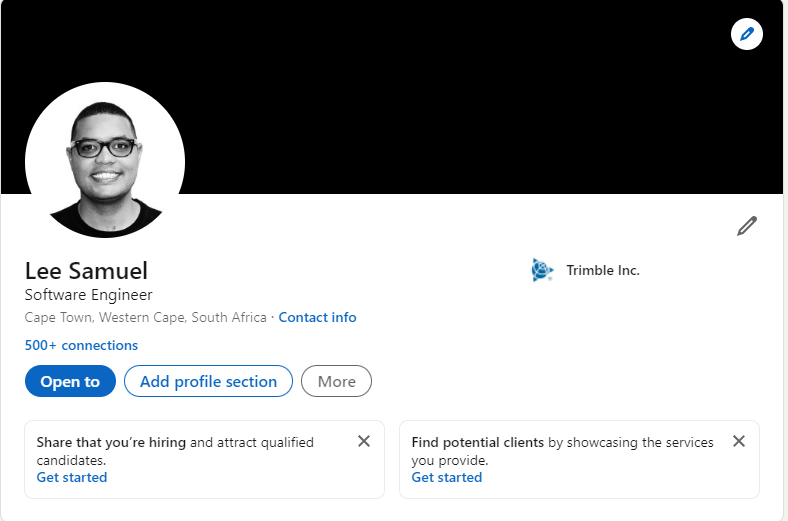 Lee Samuel
Trimble Inc.
Software Engineer
Cape Town, Western Cape, South Africa · Contact info
500+ connections
Open to
Add profile section
More
Share that you’re hiring and attract qualified
candidates.
Get started
Find potential clients by showcasing the services
you provide.
Get started